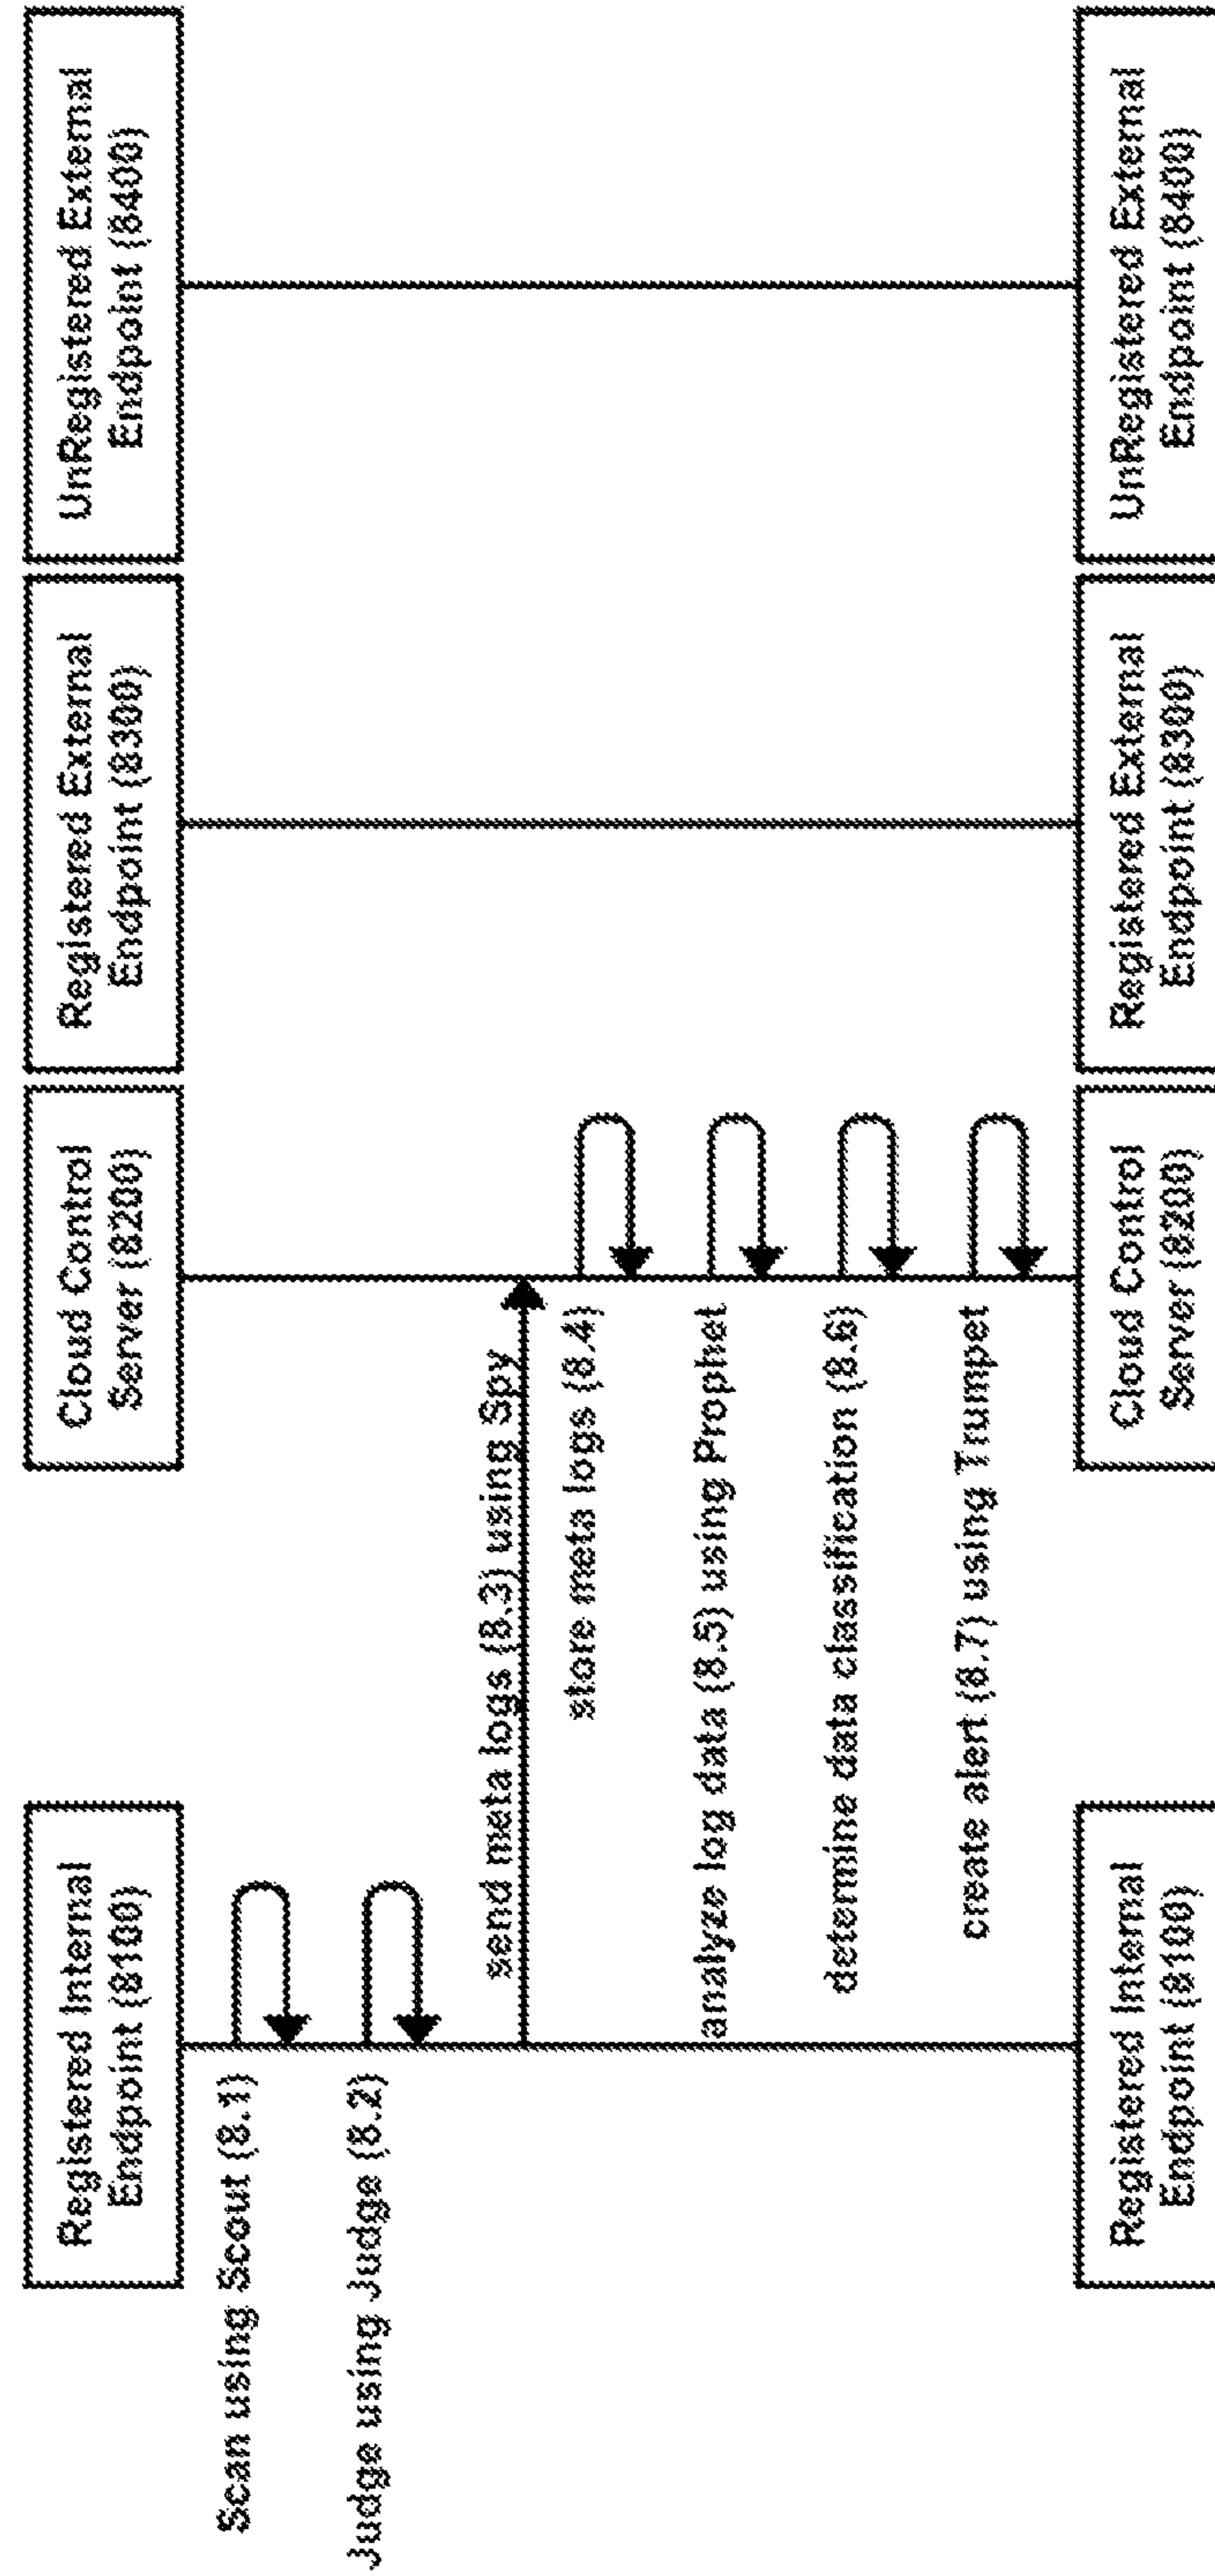 Registered Internal
Endpoint (8100)
Cloud Control
Server (8200)
Registered External
Endpoint (8300)
UnRegistered External
Endpoint (8400)
Scan using Scout (8.1)
Judge using Judge (8.2)
send meta logs (8.3) using Spy
store meta logs (8.4)
analyze log data (8.5) using Prophet
determine data classification (8.6)
create alert (8.7) using Trumpet
Registered Internal
Endpoint (8100)
Cloud Control
Server (8200)
Registered External
Endpoint (8300)
UnRegistered External
Endpoint (8400)